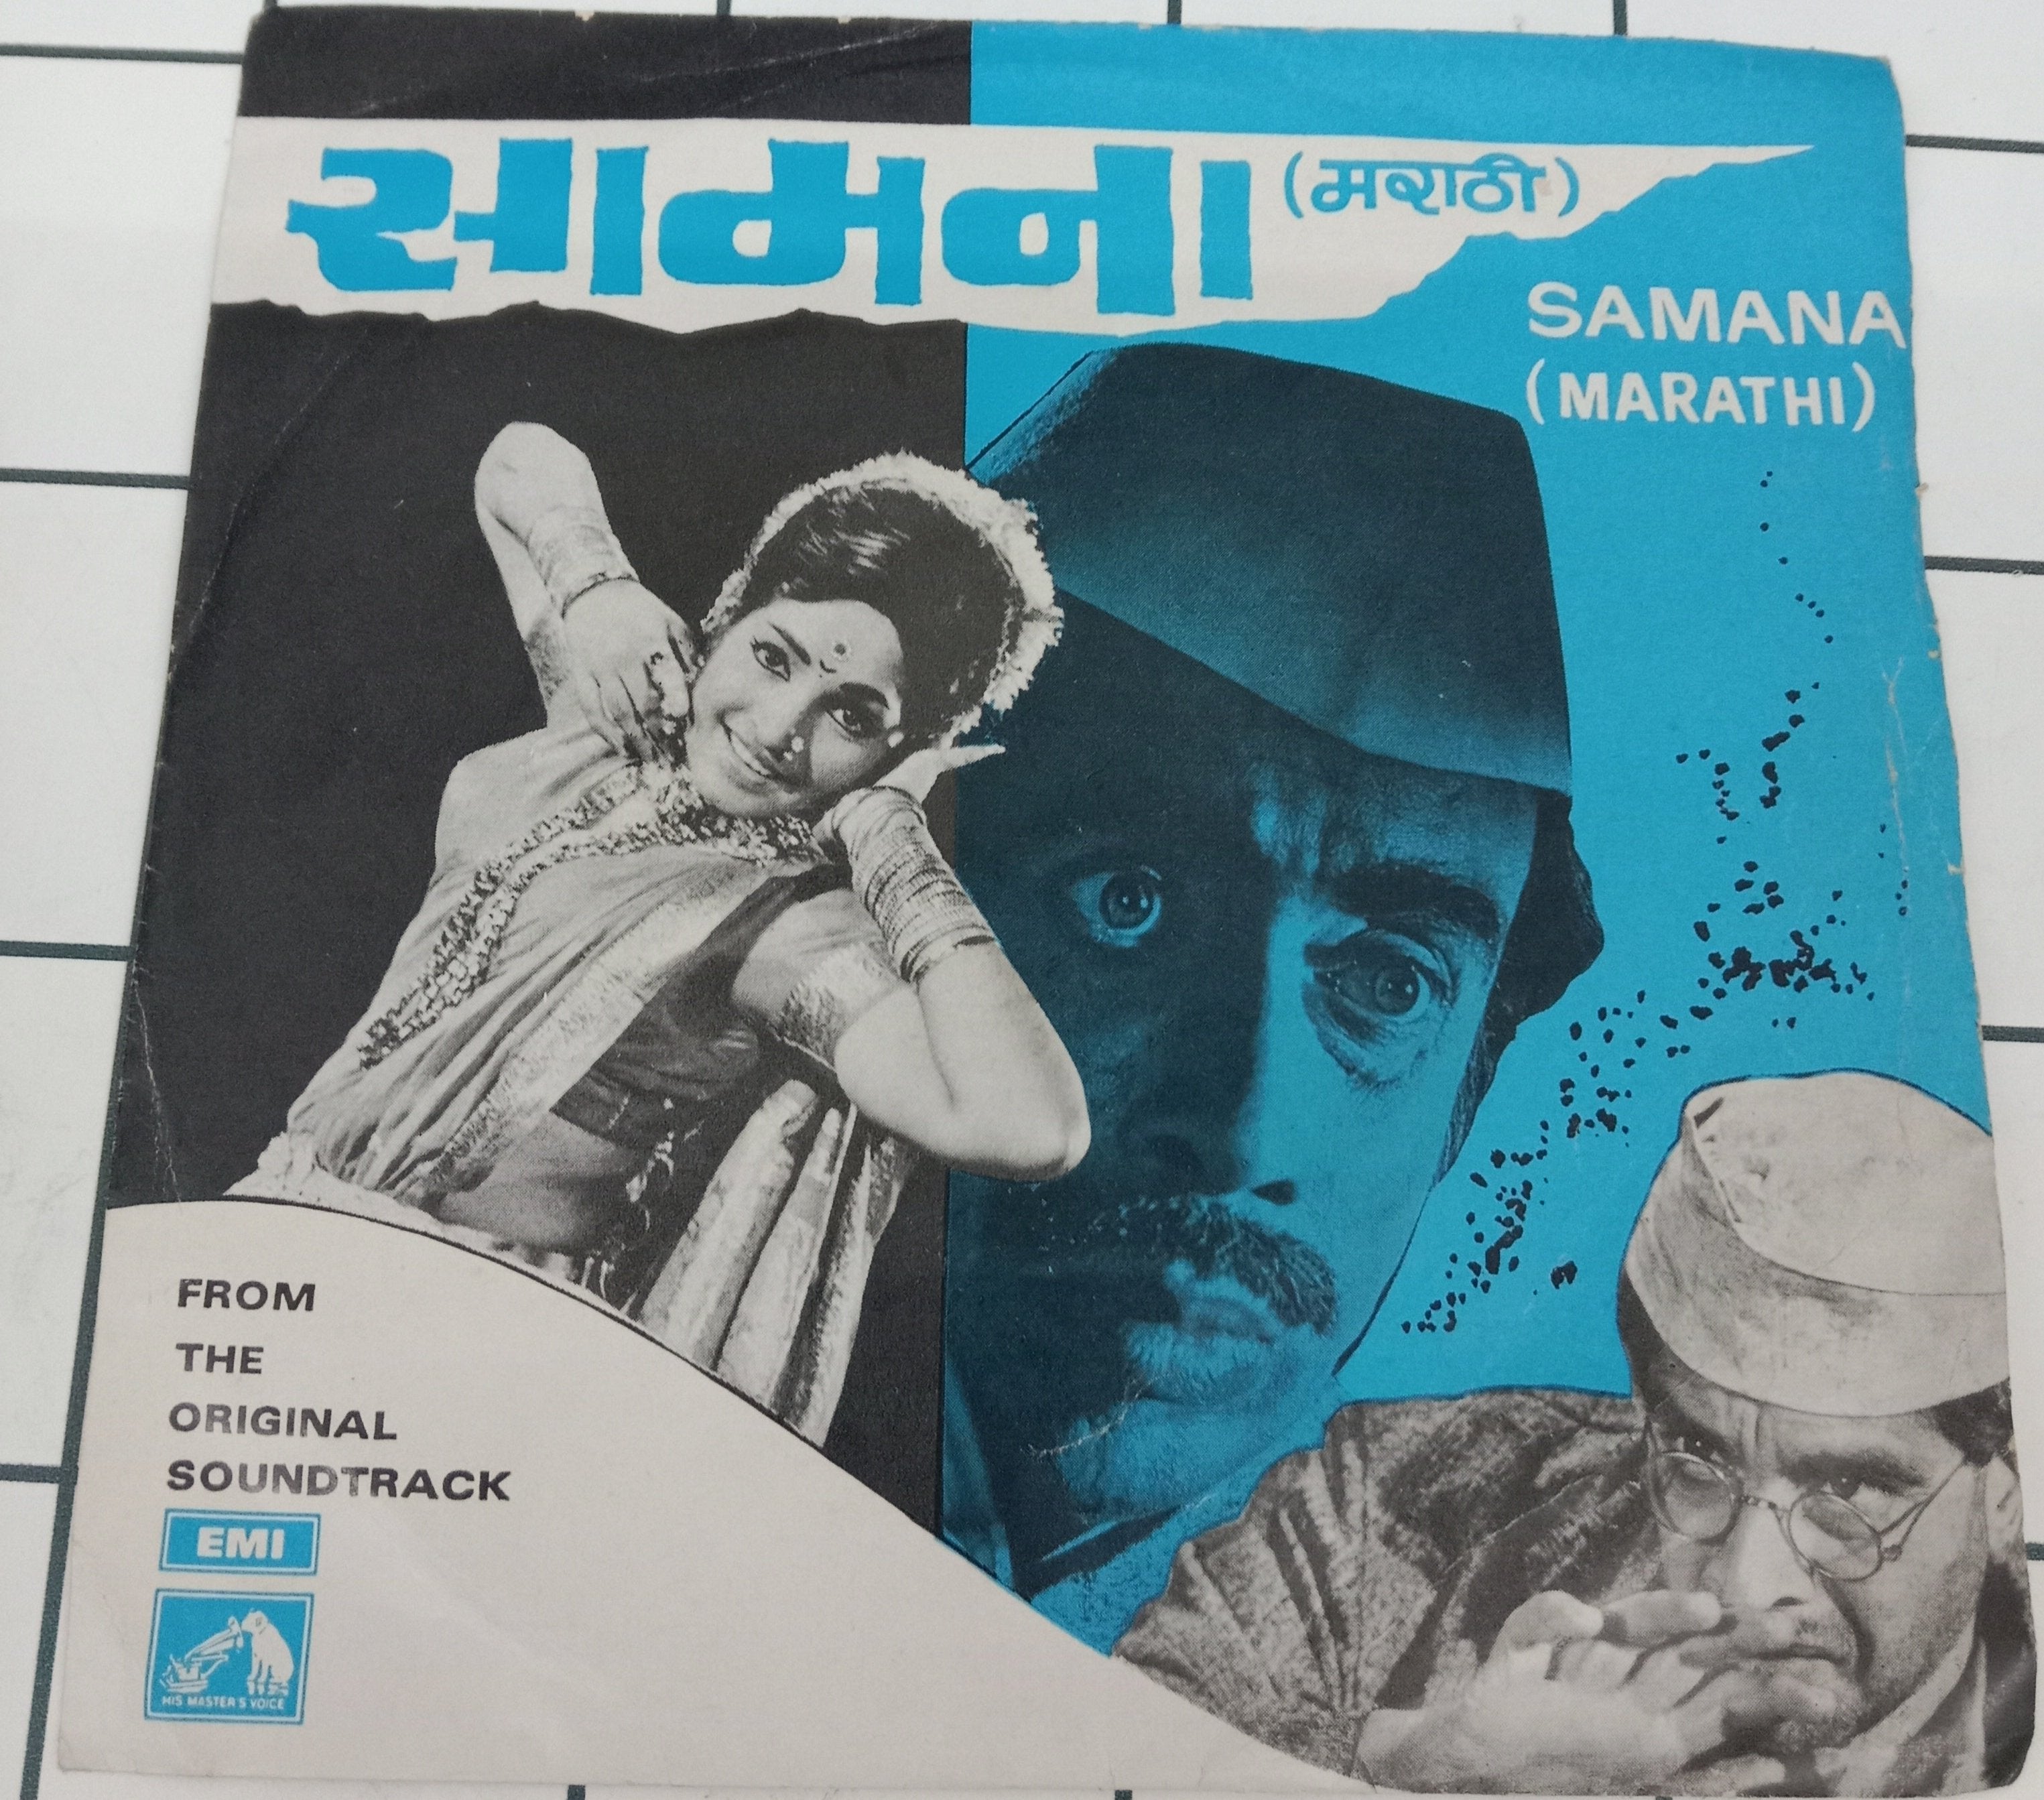 सामना
(मराठी)
SAMANA
(MARATHI)
FROM
THE
ORIGINAL
SOUNDTRACK
EMI
HIS MASTER'S VOICE